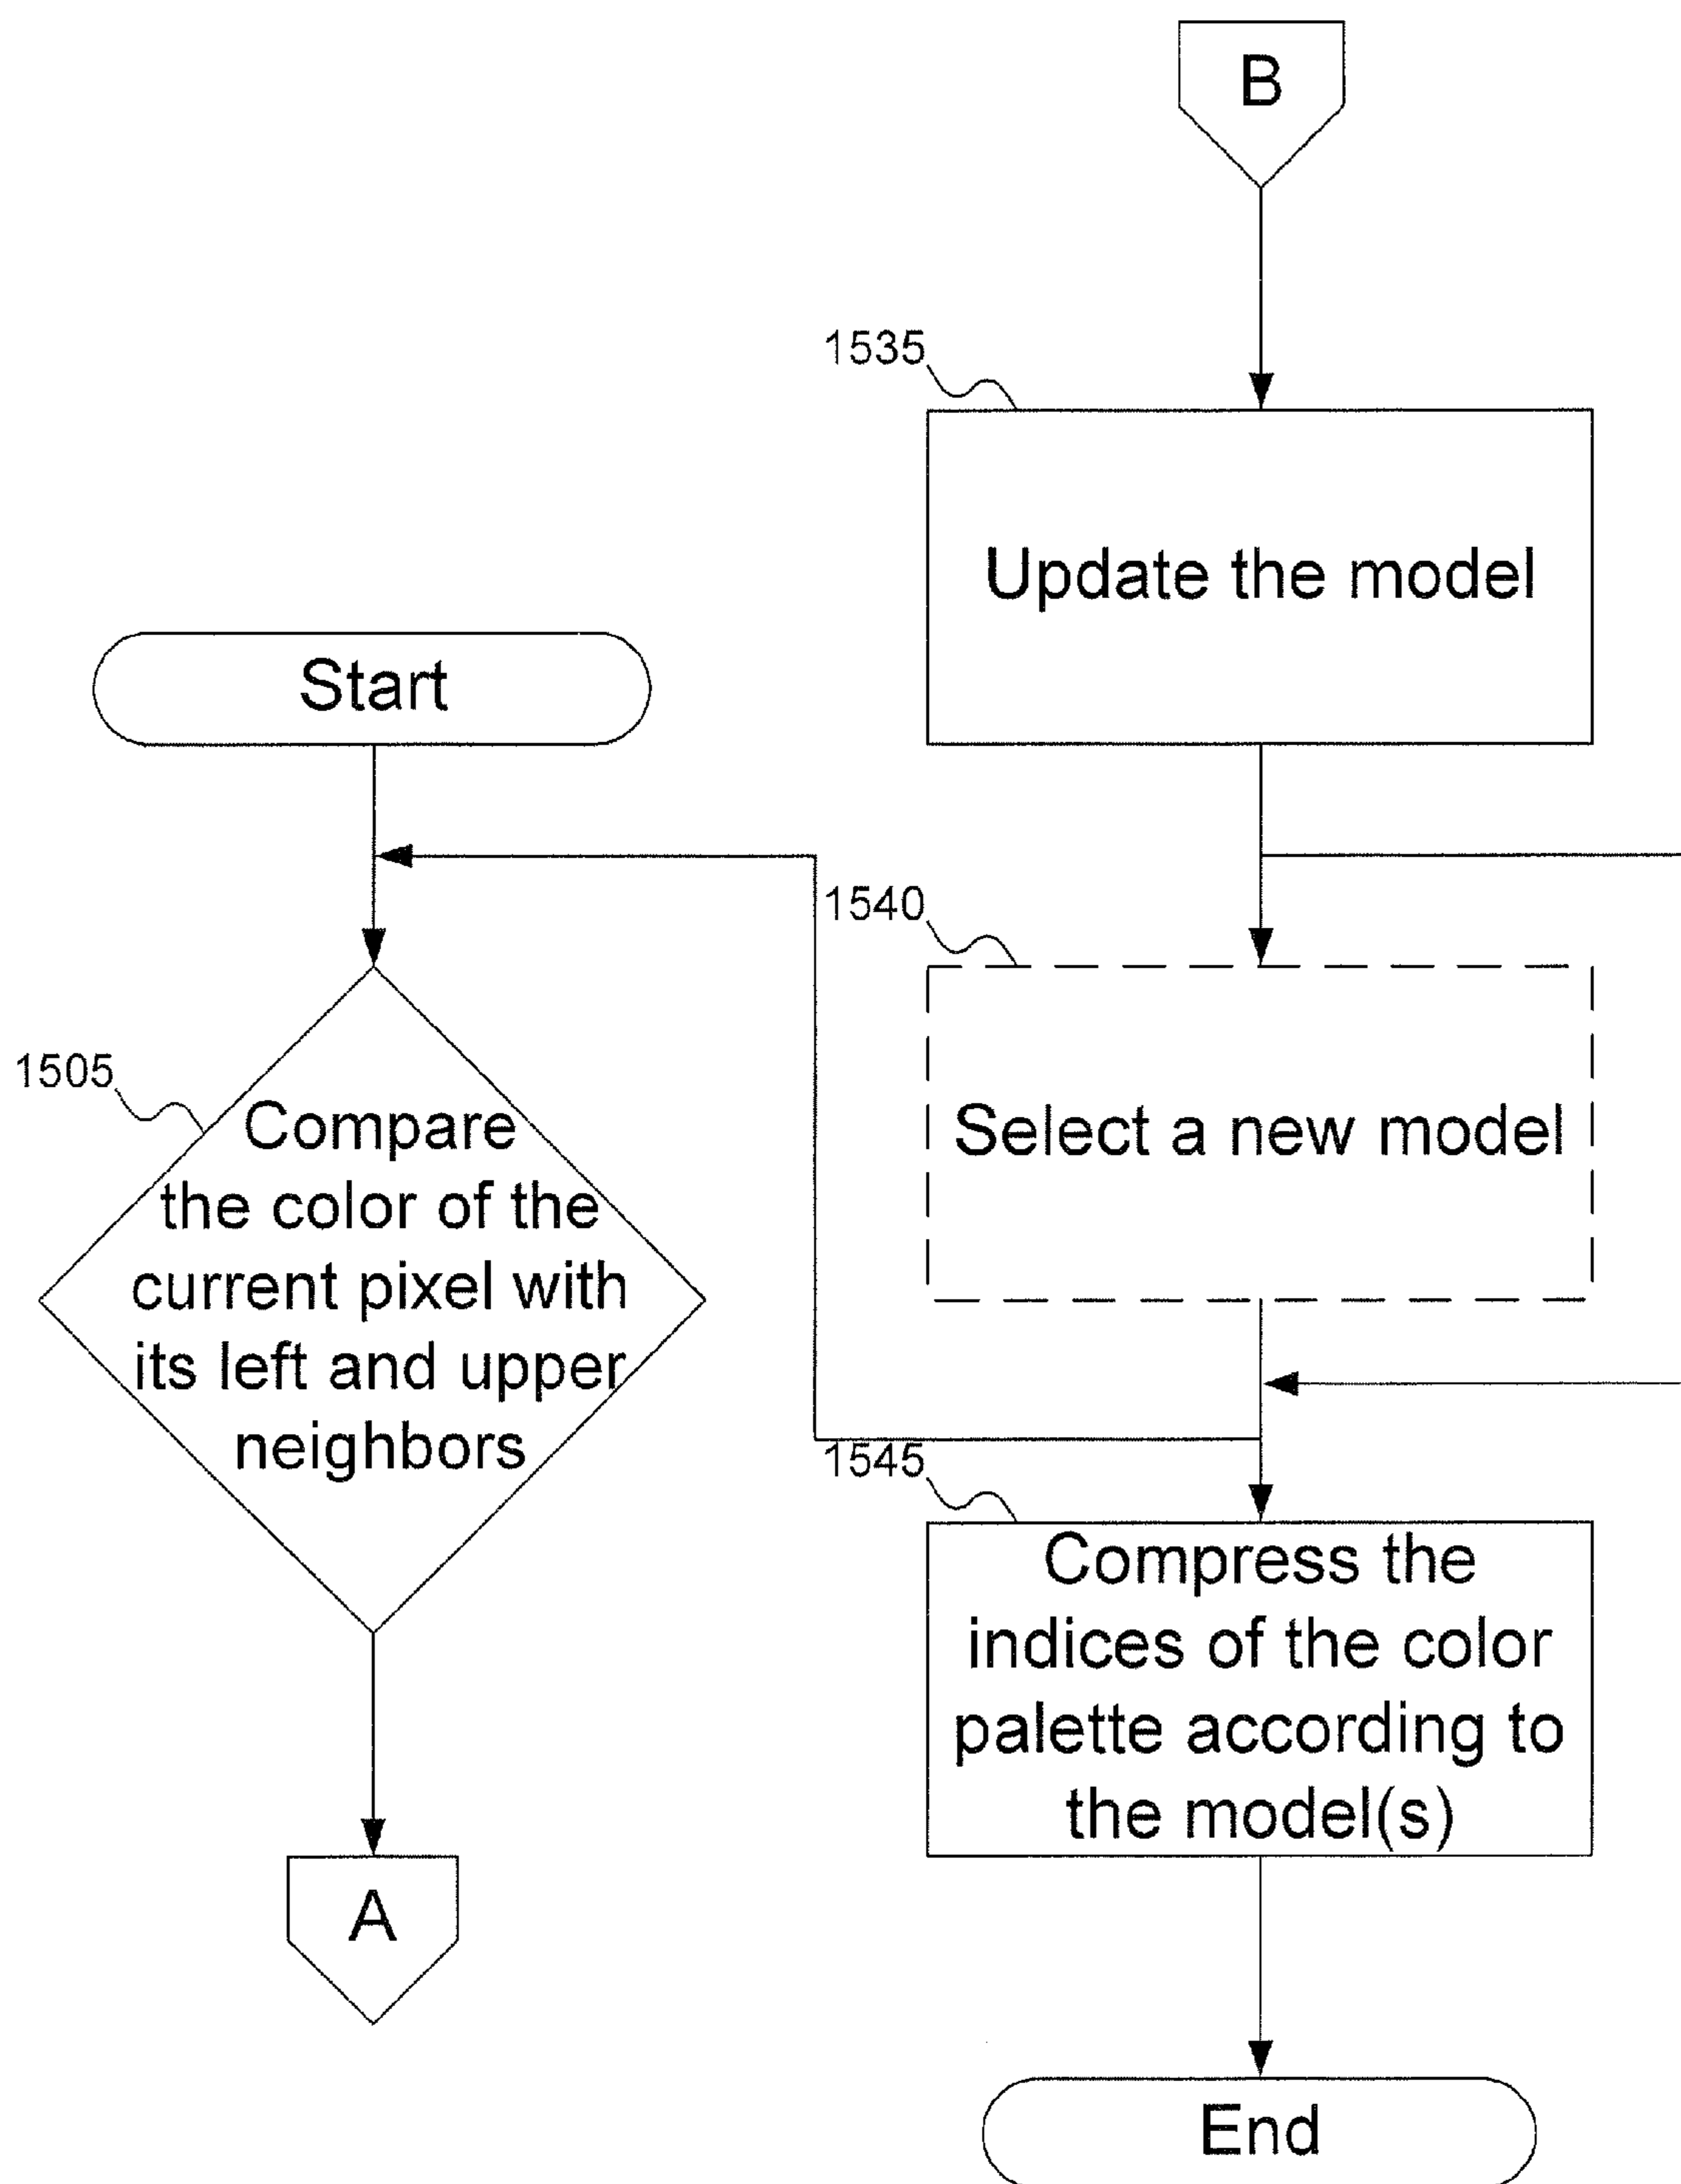 Start
1505
Compare
the color of the
current pixel with
its left and upper
neighbors
A
B
1535
Update the model
1540
Select a new model
1545
Compress the
indices of the color
palette according to
the model(s)
End